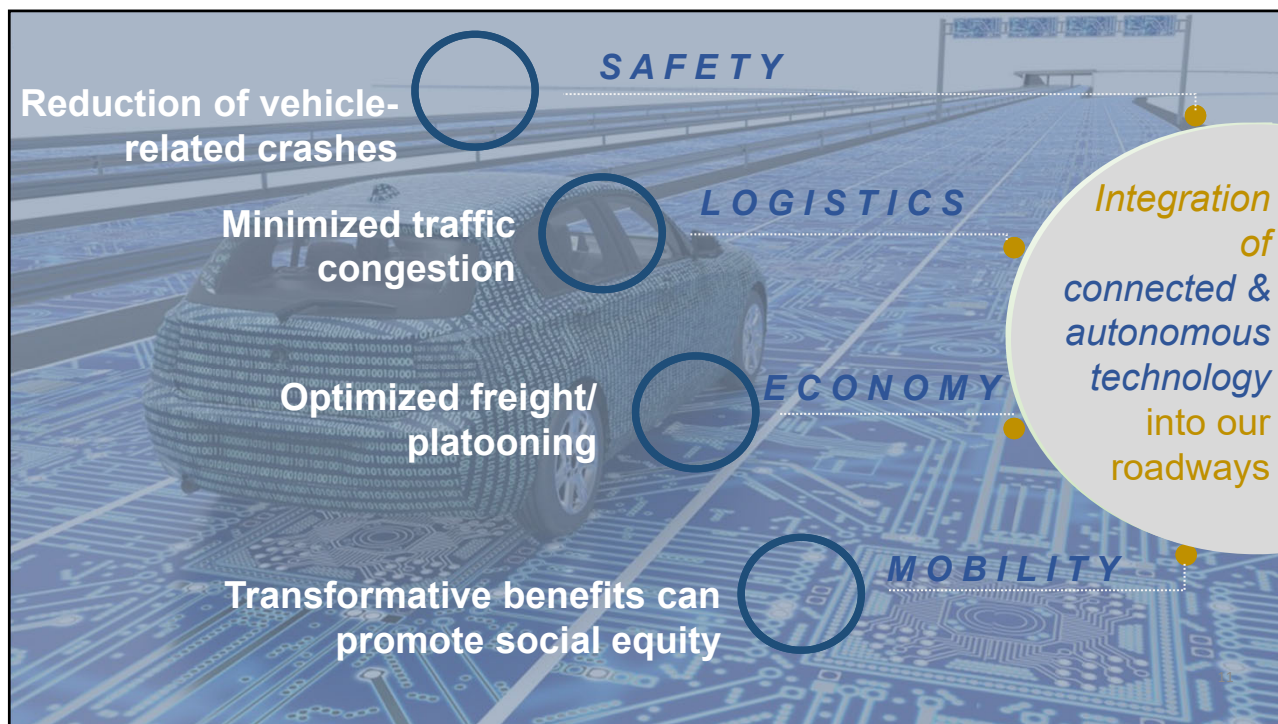 SAFETY
Reduction of vehicle-
related crashes
LOGISTICS
Minimized traffic
congestion
ECONOMY
Optimized freight/
platooning
MOBILITY
Transformative benefits can
promote social equity
Integration
of
connected &
autonomous
technology
into our
roadways